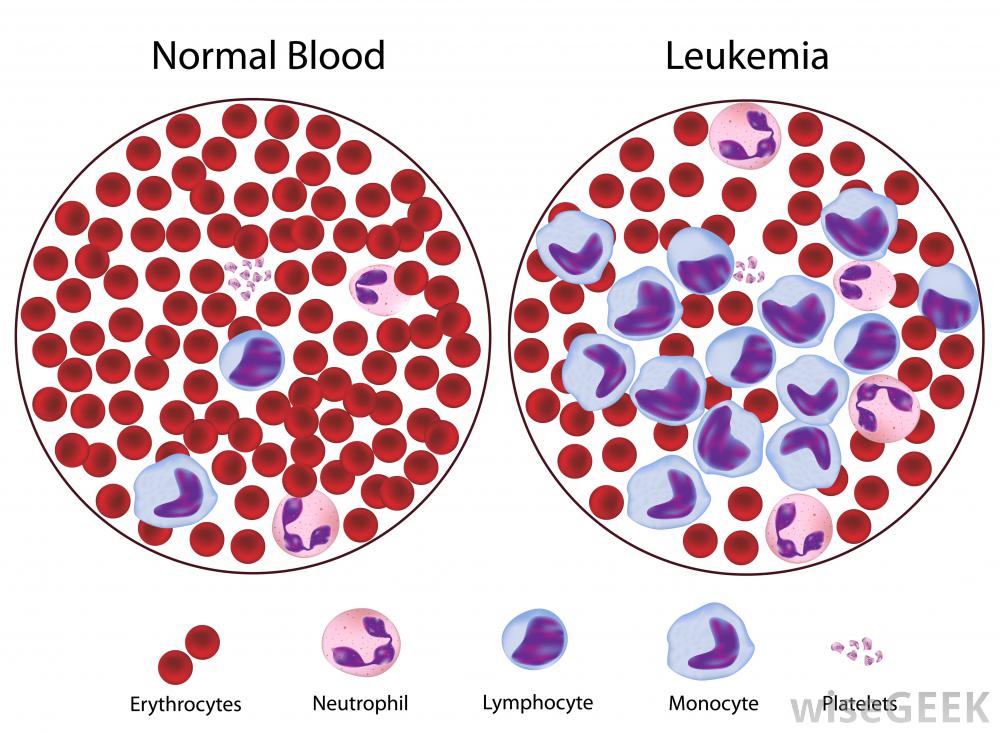 Normal Blood
Leukemia
Erythrocytes
Neutrophil
Lymphocyte
Monocyte
Platelets
wiseGEEK